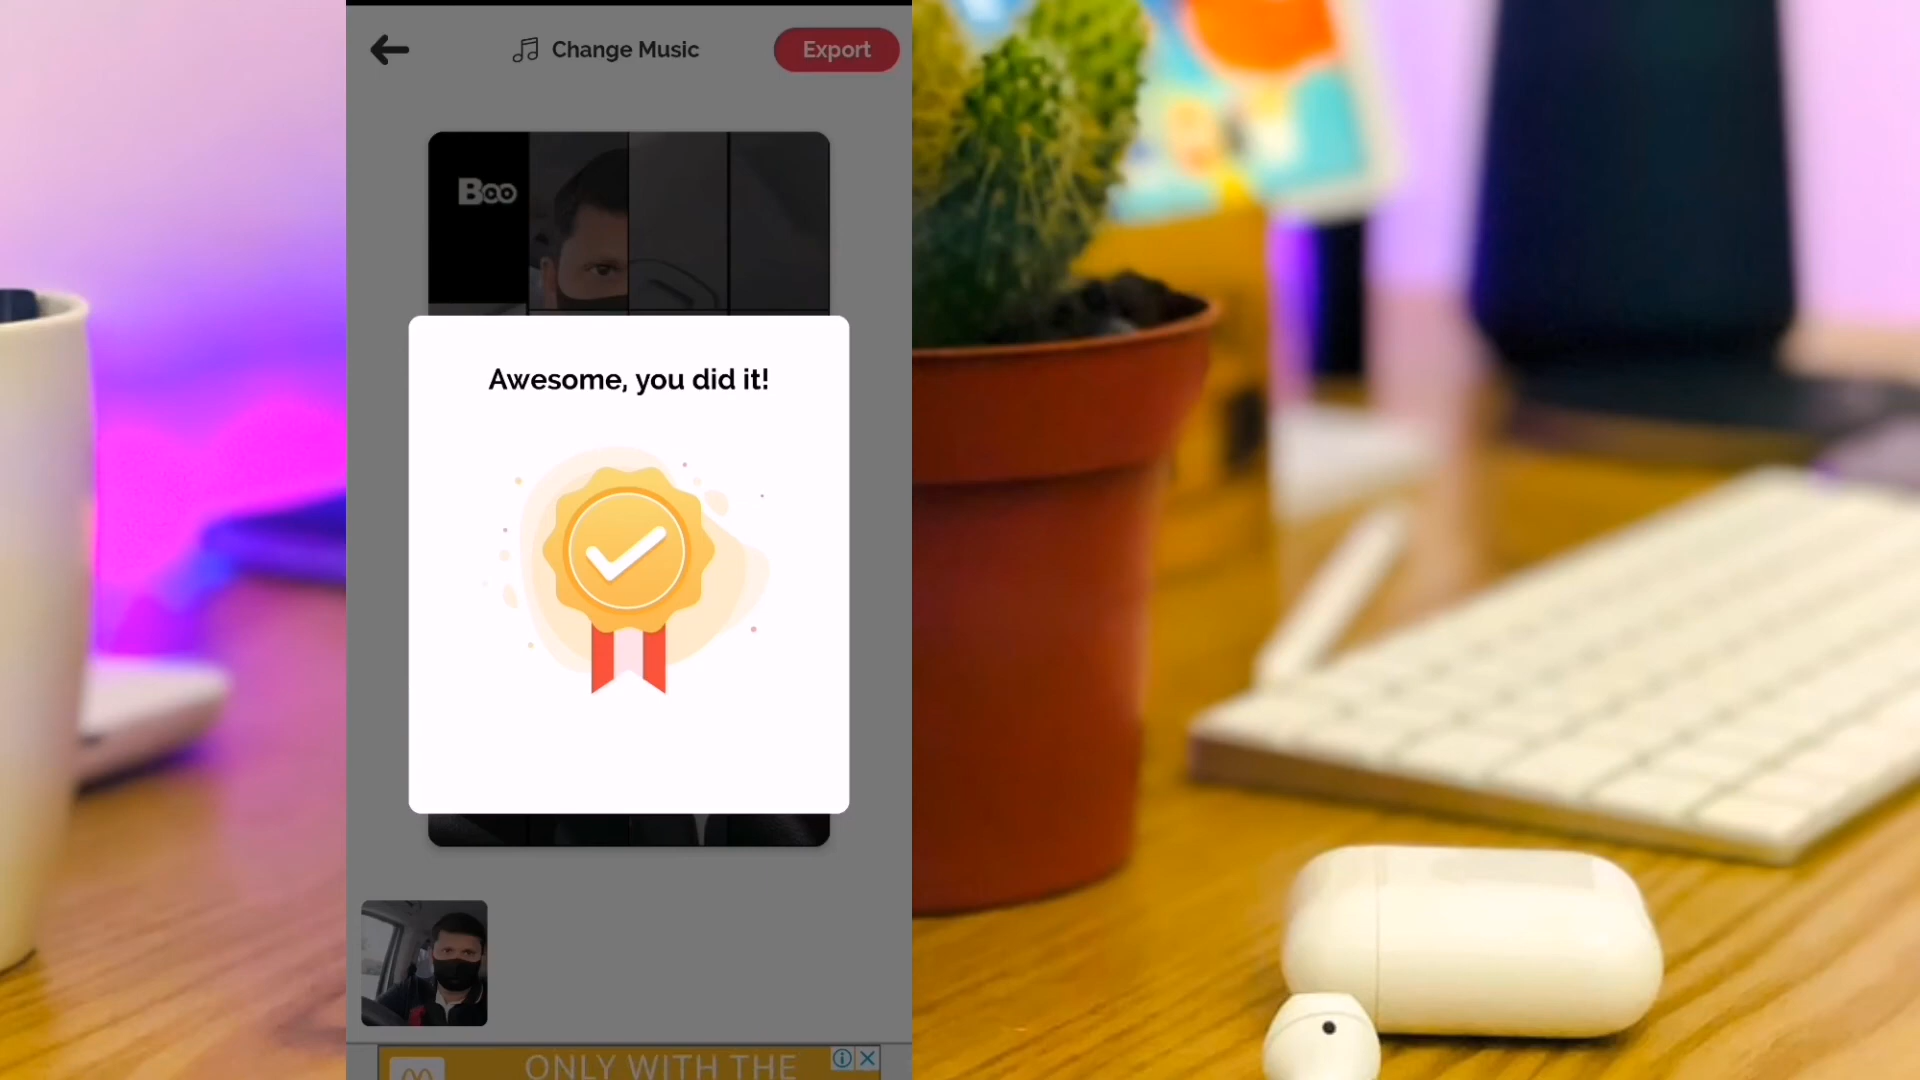 Change Music
Export
Boo
Awesome, you did it!
ONLY WITH THE